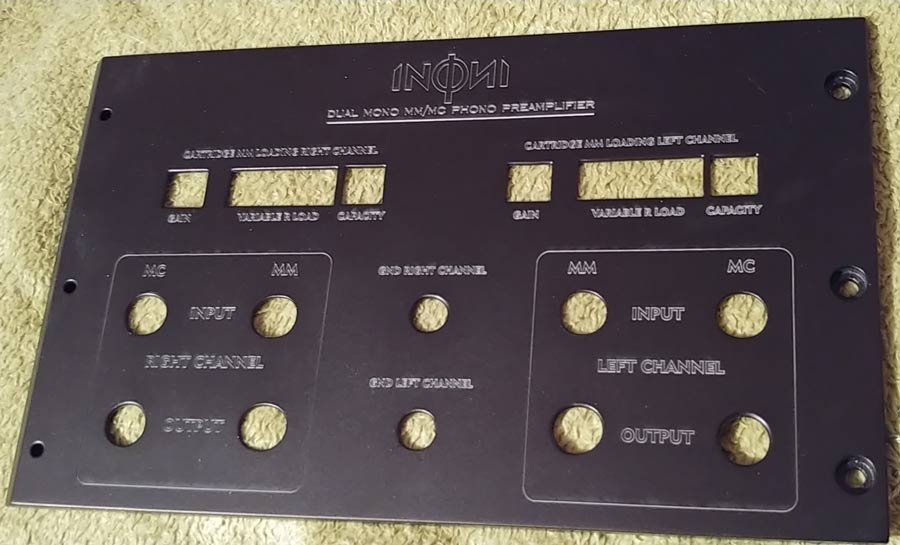 INФNI
DUAL MONO MM/MC PHONO PREAMPLIFIER
CARTRIDGE MM LOADING RIGHT CHANNEL
GAIN
VARIABLE R LOAD
CAPACITY
CARTRIDGE MM LOADING LEFT CHANNEL
GAIN
VARIABLE R LOAD
CAPACITY
MC
MM
INPUT
RIGHT CHANNEL
OUTPUT
GND RIGHT CHANNEL
GND LEFT CHANNEL
MM
MC
INPUT
LEFT CHANNEL
OUTPUT